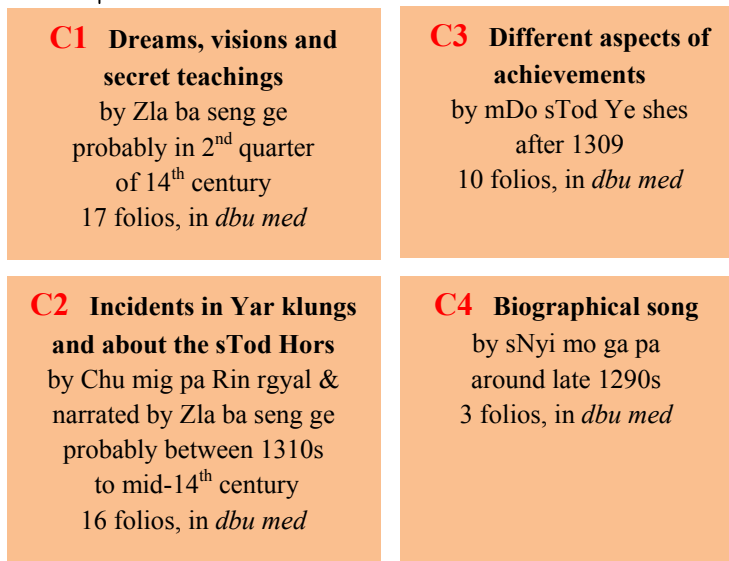 C1 Dreams, visions and
secret teachings
by Zla ba seng ge
probably in 2nd quarter
of 14th century
17 folios, in dbu med
C3 Different aspects of
achievements
by mDo sTod Ye shes
after 1309
10 folios, in dbu med
C2 Incidents in Yar klungs
and about the sTod Hors
by Chu mig pa Rin rgyal &
narrated by Zla ba seng ge
probably between 1310s
to mid-14th century
16 folios, in dbu med
C4 Biographical song
by sNyi mo ga pa
around late 1290s
3 folios, in dbu med